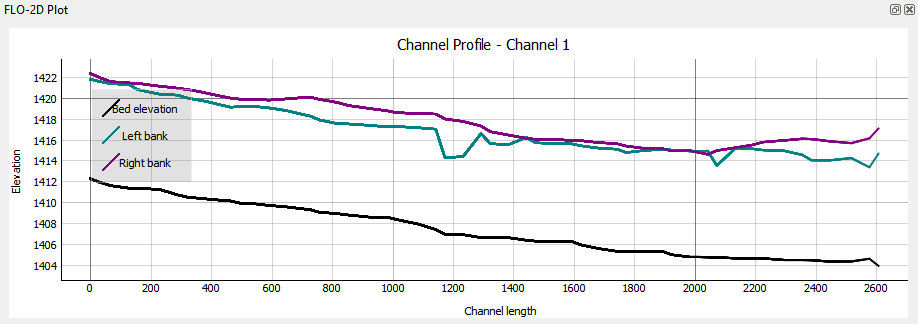 FLO-2D Plot
Channel Profile - Channel 1
1422
1420
1418
1416
1414
1412
1410
1408
1406
1404
Elevation
Bed elevation
Left bank
Right bank
0 200 400 600 800 1000 1200 1400 1600 1800 2000 2200 2400 2600
Channel length